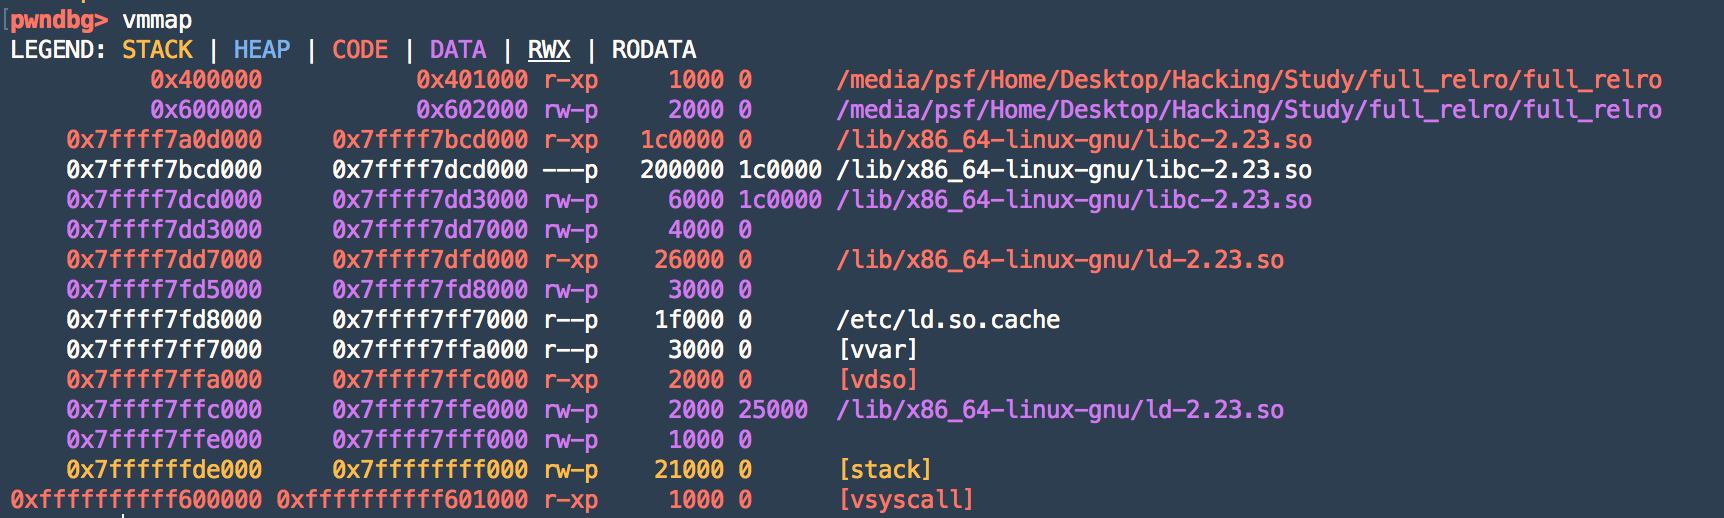 [pwndbg> vmmap
LEGEND: STACK | HEAP | CODE | DATA | RWX | RODATA
0x400000 0x401000 r-xp 1000 0 /media/psf/Home/Desktop/Hacking/Study/full_relro/full_relro
0x600000 0x602000 rw-p 2000 0 /media/psf/Home/Desktop/Hacking/Study/full_relro/full_relro
0x7ffff7a0d000 0x7ffff7bcd000 r-xp 1c0000 0 /lib/x86_64-linux-gnu/libc-2.23.so
0x7ffff7bcd000 0x7ffff7dcd000 ---p 200000 1c0000 /lib/x86_64-linux-gnu/libc-2.23.so
0x7ffff7dcd000 0x7ffff7dd3000 rw-p 6000 1c0000 /lib/x86_64-linux-gnu/libc-2.23.so
0x7ffff7dd3000 0x7ffff7dd7000 rw-p 4000 0
0x7ffff7dd7000 0x7ffff7dfd000 r-xp 26000 0 /lib/x86_64-linux-gnu/ld-2.23.so
0x7ffff7fd5000 0x7ffff7fd8000 rw-p 3000 0
0x7ffff7fd8000 0x7ffff7ff7000 r--p 1f000 0 /etc/ld.so.cache
0x7ffff7ff7000 0x7ffff7ffa000 r--p 3000 0 [vvar]
0x7ffff7ffa000 0x7ffff7ffc000 r-xp 2000 0 [vdso]
0x7ffff7ffc000 0x7ffff7ffe000 rw-p 2000 25000 /lib/x86_64-linux-gnu/ld-2.23.so
0x7ffff7ffe000 0x7ffff7fff000 rw-p 1000 0
0x7ffffffde000 0x7ffffffff000 rw-p 21000 0 [stack]
0xffffffffff600000 0xffffffffff601000 r-xp 1000 0 [vsyscall]